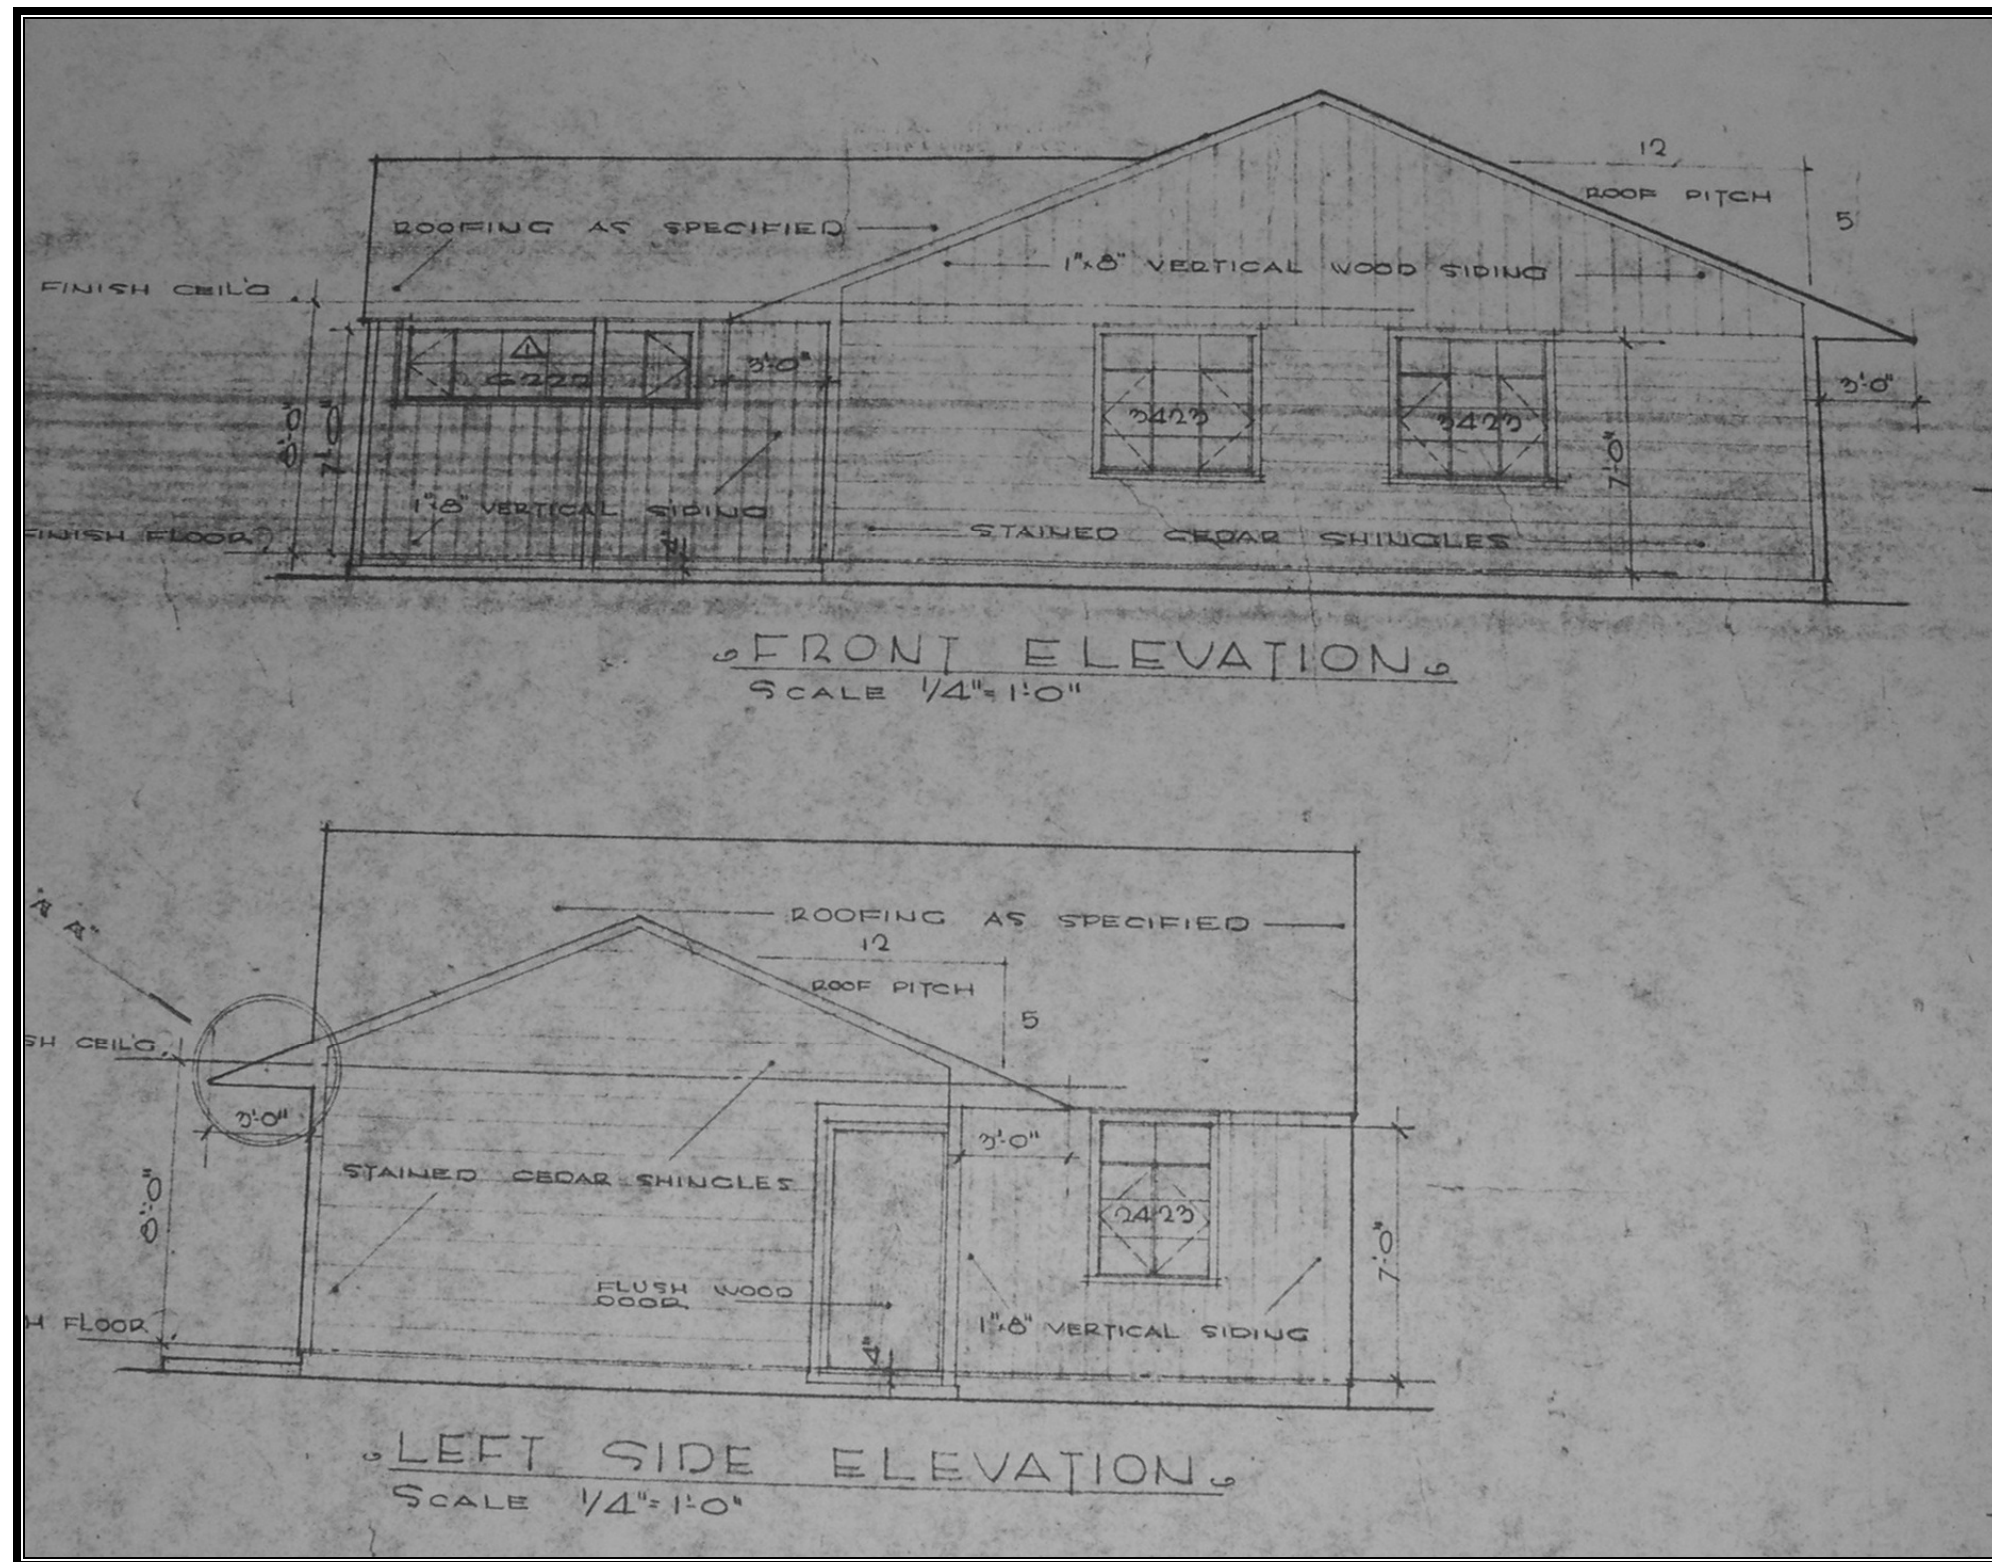 12
ROOF PITCH
5
ROOFING AS SPECIFIED
1"x8" VERTICAL WOOD SIDING
FINISH CEIL'G
3'-0"
3'-0"
3423
3423
8'-0"
7'-0"
7'-0"
1"x8" VERTICAL SIDING
FINISH FLOOR
4"
STAINED CEDAR SHINGLES
FRONT ELEVATION
SCALE 1/4"=1'-0"
ROOFING AS SPECIFIED
12
ROOF PITCH
5
SH CEIL'G
3'-0"
3'-0"
STAINED CEDAR SHINGLES
8'-0"
2423
7'-0"
FLUSH WOOD
DOOR
1"x8" VERTICAL SIDING
H FLOOR
4"
LEFT SIDE ELEVATION
SCALE 1/4"=1'-0"